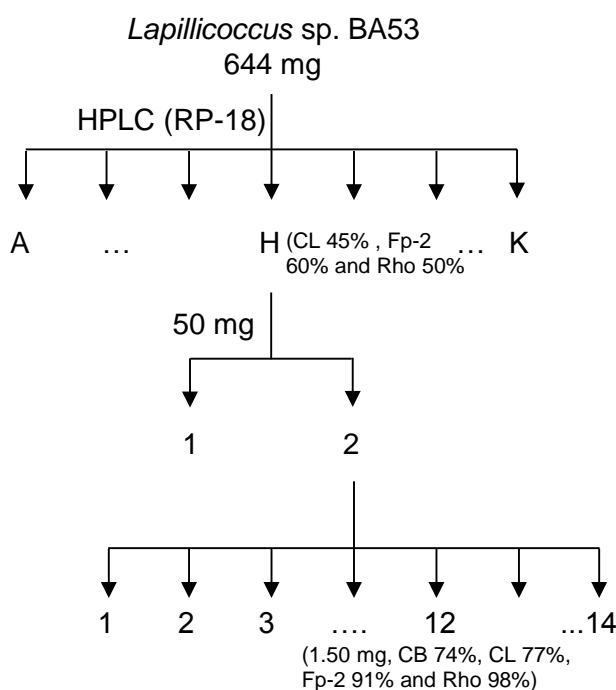 Lapillicoccus sp. BA53
644 mg
HPLC (RP-18)
A … H (CL 45% , Fp-2 … K
60% and Rho 50%
50 mg
1 2
1 2 3 …. 12 ...14
(1.50 mg, CB 74%, CL 77%,
Fp-2 91% and Rho 98%)